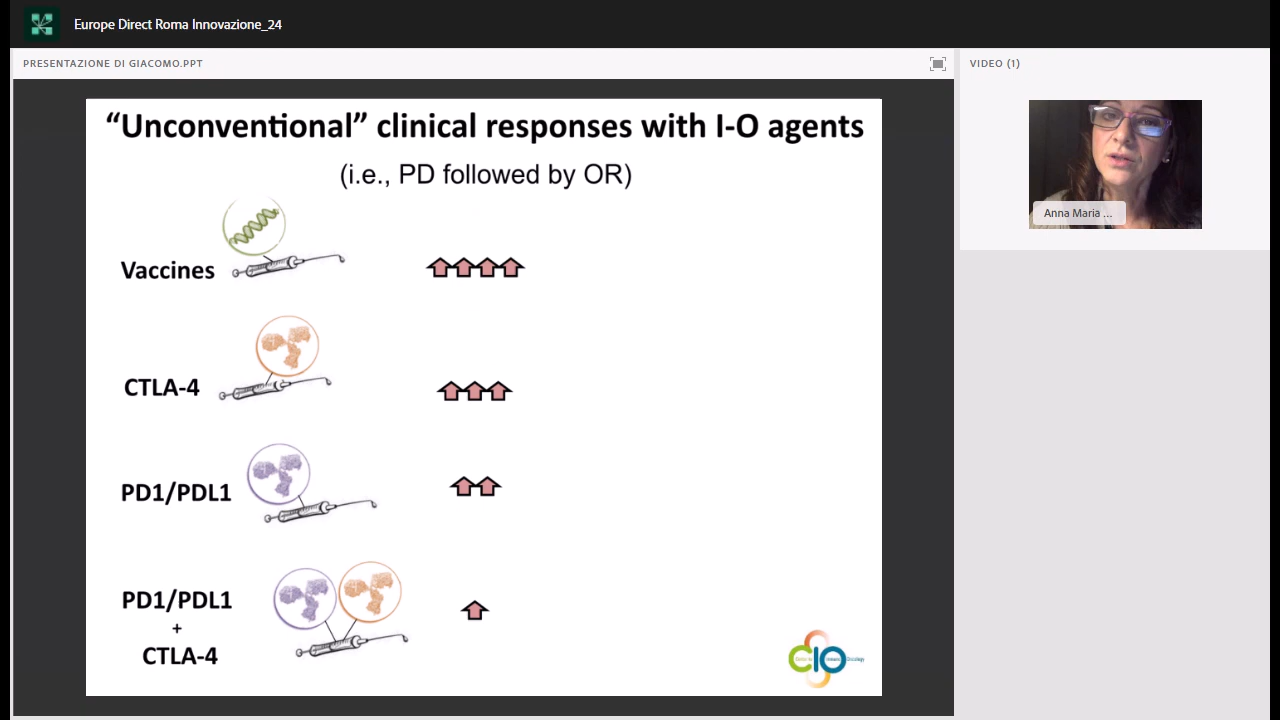 Europe Direct Roma Innovazione_24
PRESENTAZIONE DI GIACOMO.PPT
VIDEO (1)
“Unconventional” clinical responses with I-O agents
(i.e., PD followed by OR)
Anna Maria ...
Vaccines
CTLA-4
PD1/PDL1
PD1/PDL1
+
CTLA-4
CIO